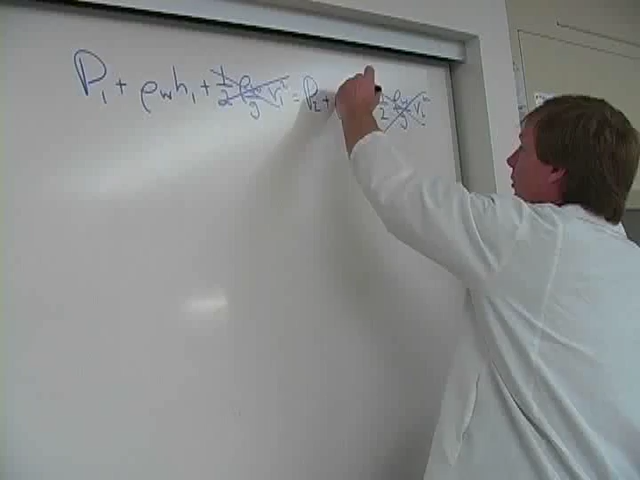 P₁ + ρw h₁ + 1/2 ρw/g V₁² = P₂ + 1/2 ρw/g V₂²